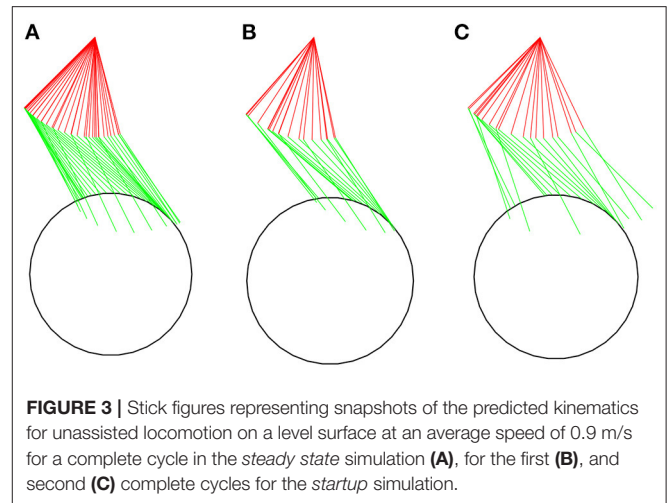 A
B
C
FIGURE 3 | Stick figures representing snapshots of the predicted kinematics
for unassisted locomotion on a level surface at an average speed of 0.9 m/s
for a complete cycle in the steady state simulation (A), for the first (B), and
second (C) complete cycles for the startup simulation.